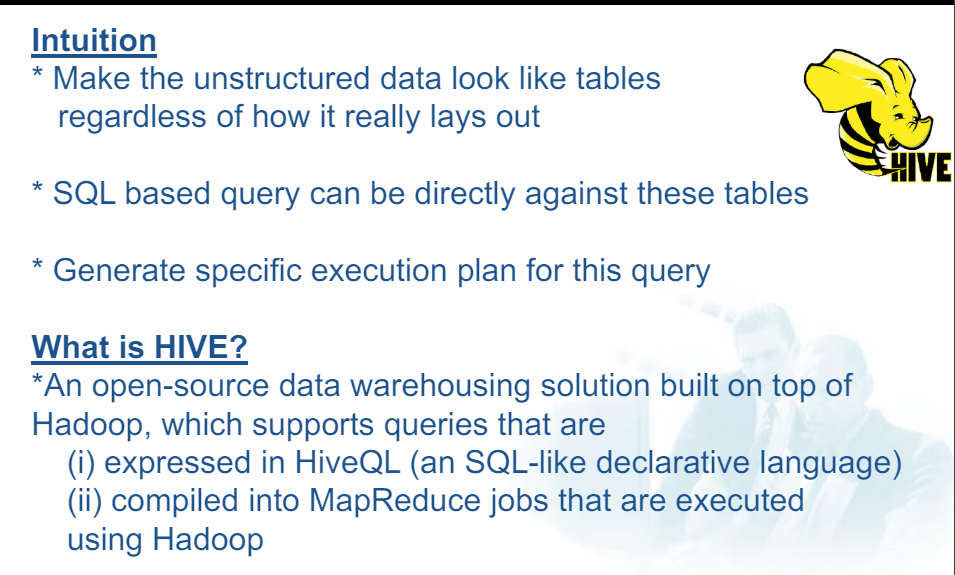 Intuition
* Make the unstructured data look like tables
regardless of how it really lays out
HIVE
* SQL based query can be directly against these tables
* Generate specific execution plan for this query
What is HIVE?
*An open-source data warehousing solution built on top of
Hadoop, which supports queries that are
(i) expressed in HiveQL (an SQL-like declarative language)
(ii) compiled into MapReduce jobs that are executed
using Hadoop